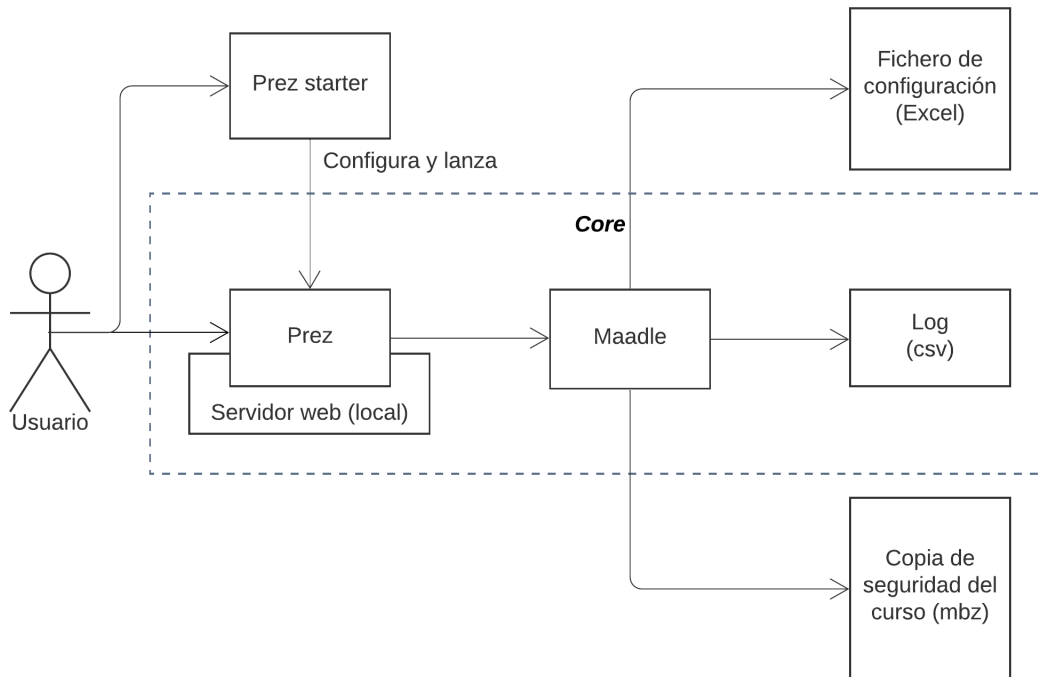 Fichero de
configuración
(Excel)
Prez starter
Configura y lanza
Core
Prez
Maadle
Log
(csv)
Servidor web (local)
Usuario
Copia de
seguridad del
curso (mbz)